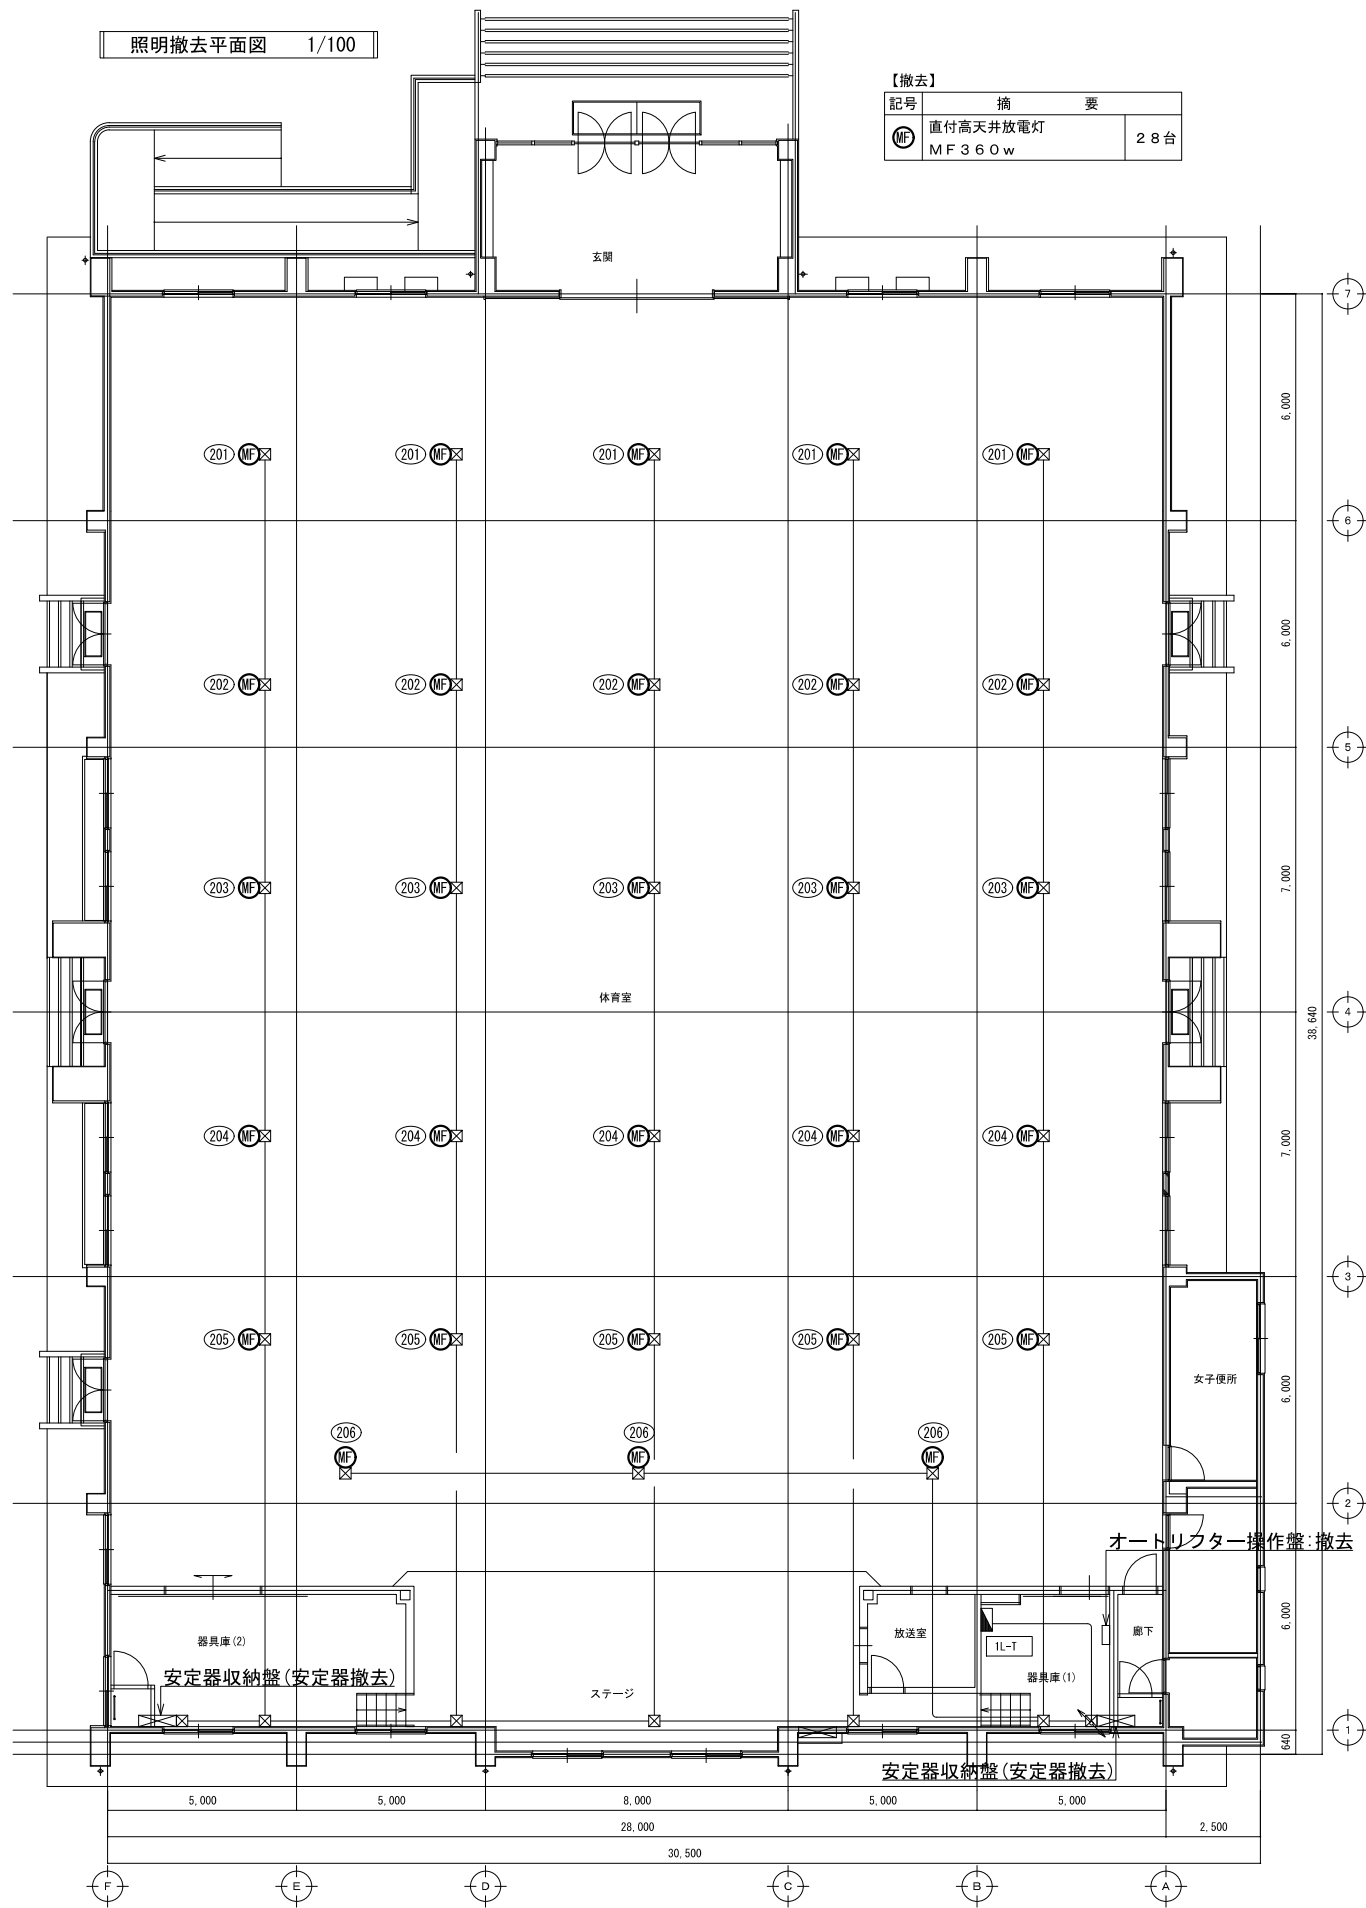 照明撤去平面図　1/100
【撤去】
記号　摘　要
MF　直付高天井放電灯　28台
MF360w
玄関
7
6,000
201 MF　201 MF　201 MF　201 MF　201 MF
6
6,000
202 MF　202 MF　202 MF　202 MF　202 MF
5
7,000
203 MF　203 MF　203 MF　203 MF　203 MF
体育室
4
38,640
204 MF　204 MF　204 MF　204 MF　204 MF
7,000
3
205 MF　205 MF　205 MF　205 MF　205 MF
女子便所
6,000
206　206　206
MF　MF　MF
2
オートリフター操作盤:撤去
6,000
器具庫(2)
放送室
1L-T
廊下
器具庫(1)
安定器収納盤(安定器撤去)
ステージ
1
640
安定器収納盤(安定器撤去)
5,000　5,000　8,000　5,000　5,000
28,000　2,500
30,500
F　E　D　C　B　A